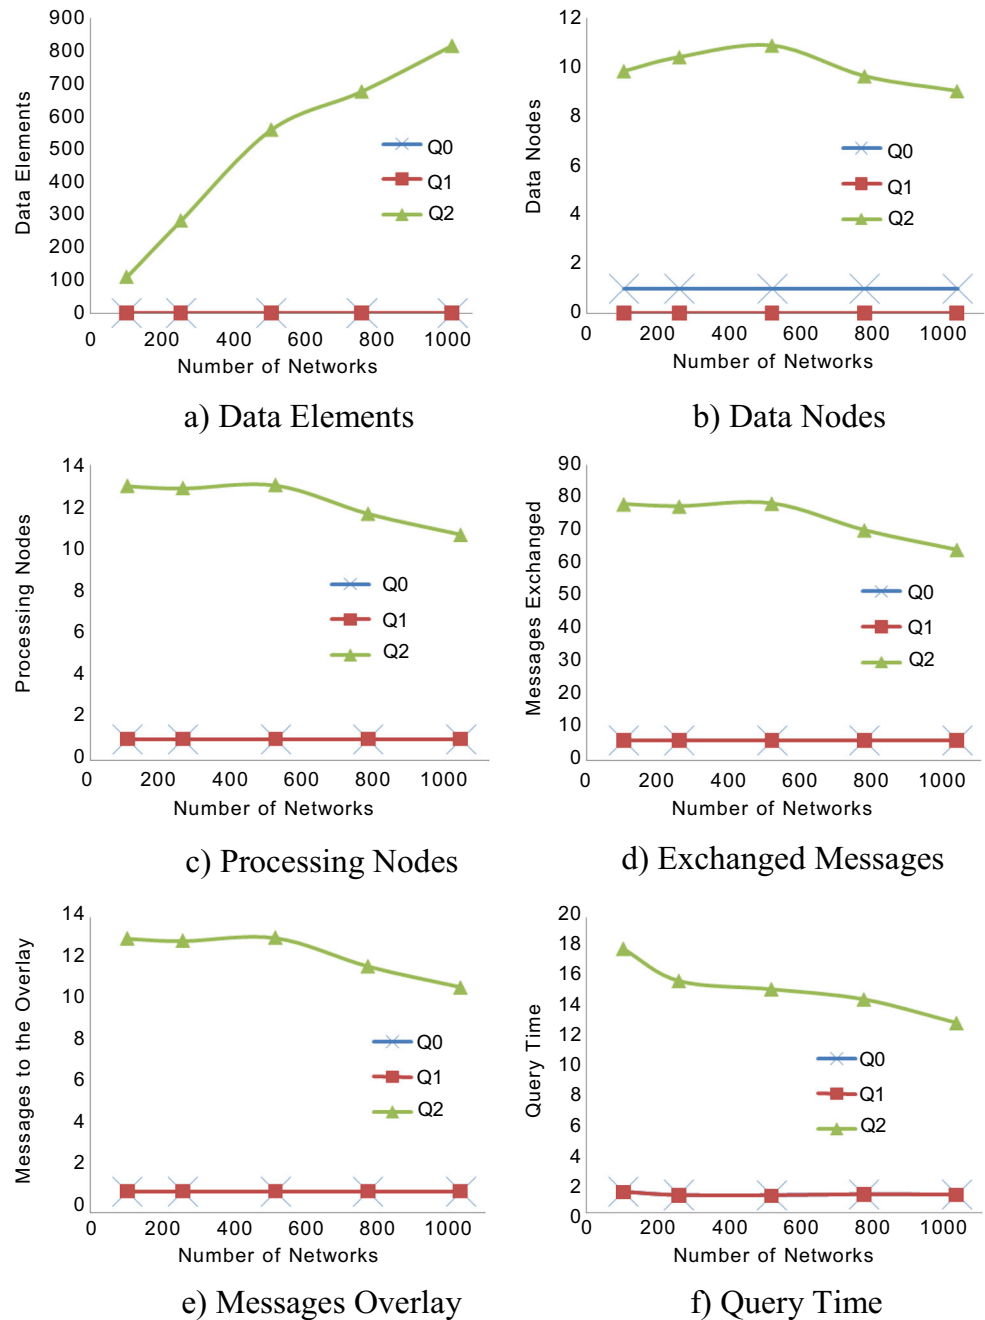 900
800
700
600
500
400
300
200
100
0
Data Elements
Q0
Q1
Q2
0 200 400 600 800 1000
Number of Networks
a) Data Elements
12
10
8
6
4
2
0
Data Nodes
Q0
Q1
Q2
0 200 400 600 800 1000
Number of Networks
b) Data Nodes
14
12
10
8
6
4
2
0
Processing Nodes
Q0
Q1
Q2
0 200 400 600 800 1000
Number of Networks
c) Processing Nodes
90
80
70
60
50
40
30
20
10
0
Messages Exchanged
Q0
Q1
Q2
0 200 400 600 800 1000
Number of Networks
d) Exchanged Messages
14
12
10
8
6
4
2
0
Messages to the Overlay
Q0
Q1
Q2
0 200 400 600 800 1000
Number of Networks
e) Messages Overlay
20
18
16
14
12
10
8
6
4
2
0
Query Time
Q0
Q1
Q2
0 200 400 600 800 1000
Number of Networks
f) Query Time